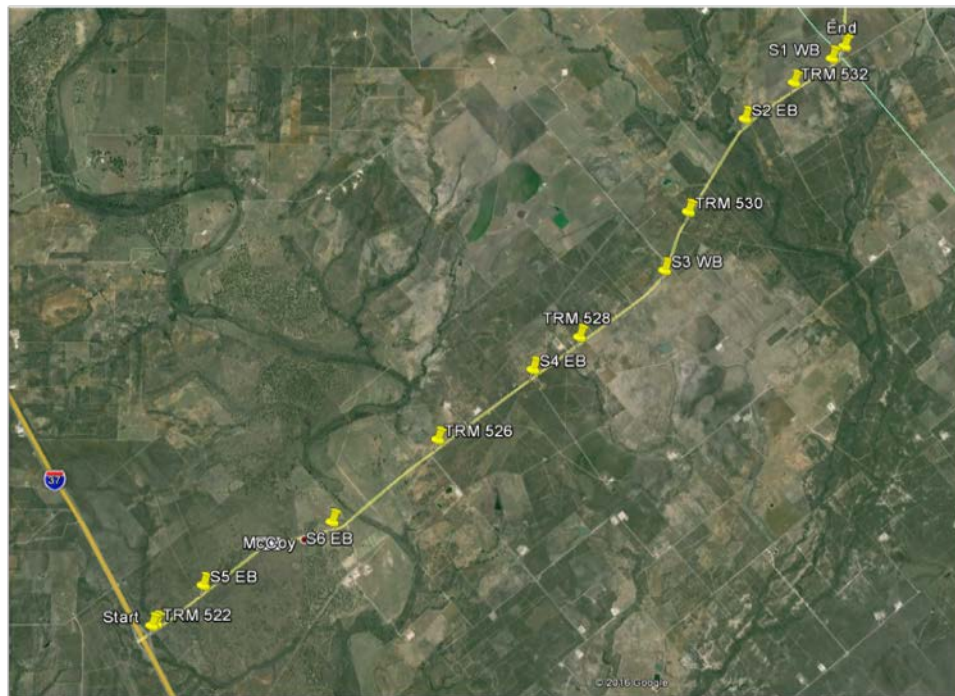 End
S1 WB
TRM 532
S2 EB
TRM 530
S3 WB
TRM 528
S4 EB
TRM 526
37
McCoy
S6 EB
S5 EB
Start
TRM 522
© 2016 Google